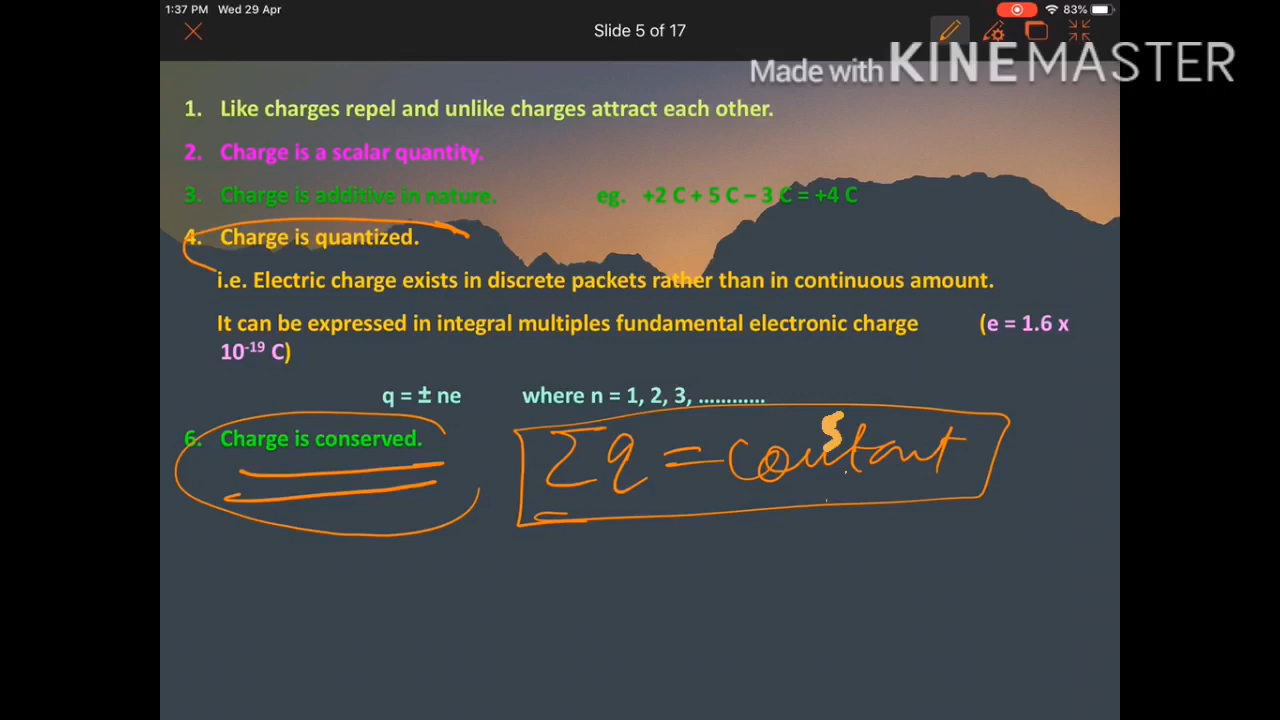 1:37 PM Wed 29 Apr
83%
Slide 5 of 17
Made with KINEMASTER
1. Like charges repel and unlike charges attract each other.
2. Charge is a scalar quantity.
3. Charge is additive in nature. eg. +2 C + 5 C – 3 C = +4 C
4. Charge is quantized.
i.e. Electric charge exists in discrete packets rather than in continuous amount.
It can be expressed in integral multiples fundamental electronic charge (e = 1.6 x
10⁻¹⁹ C)
q = ± ne where n = 1, 2, 3, …………
6. Charge is conserved.
Σq = constant